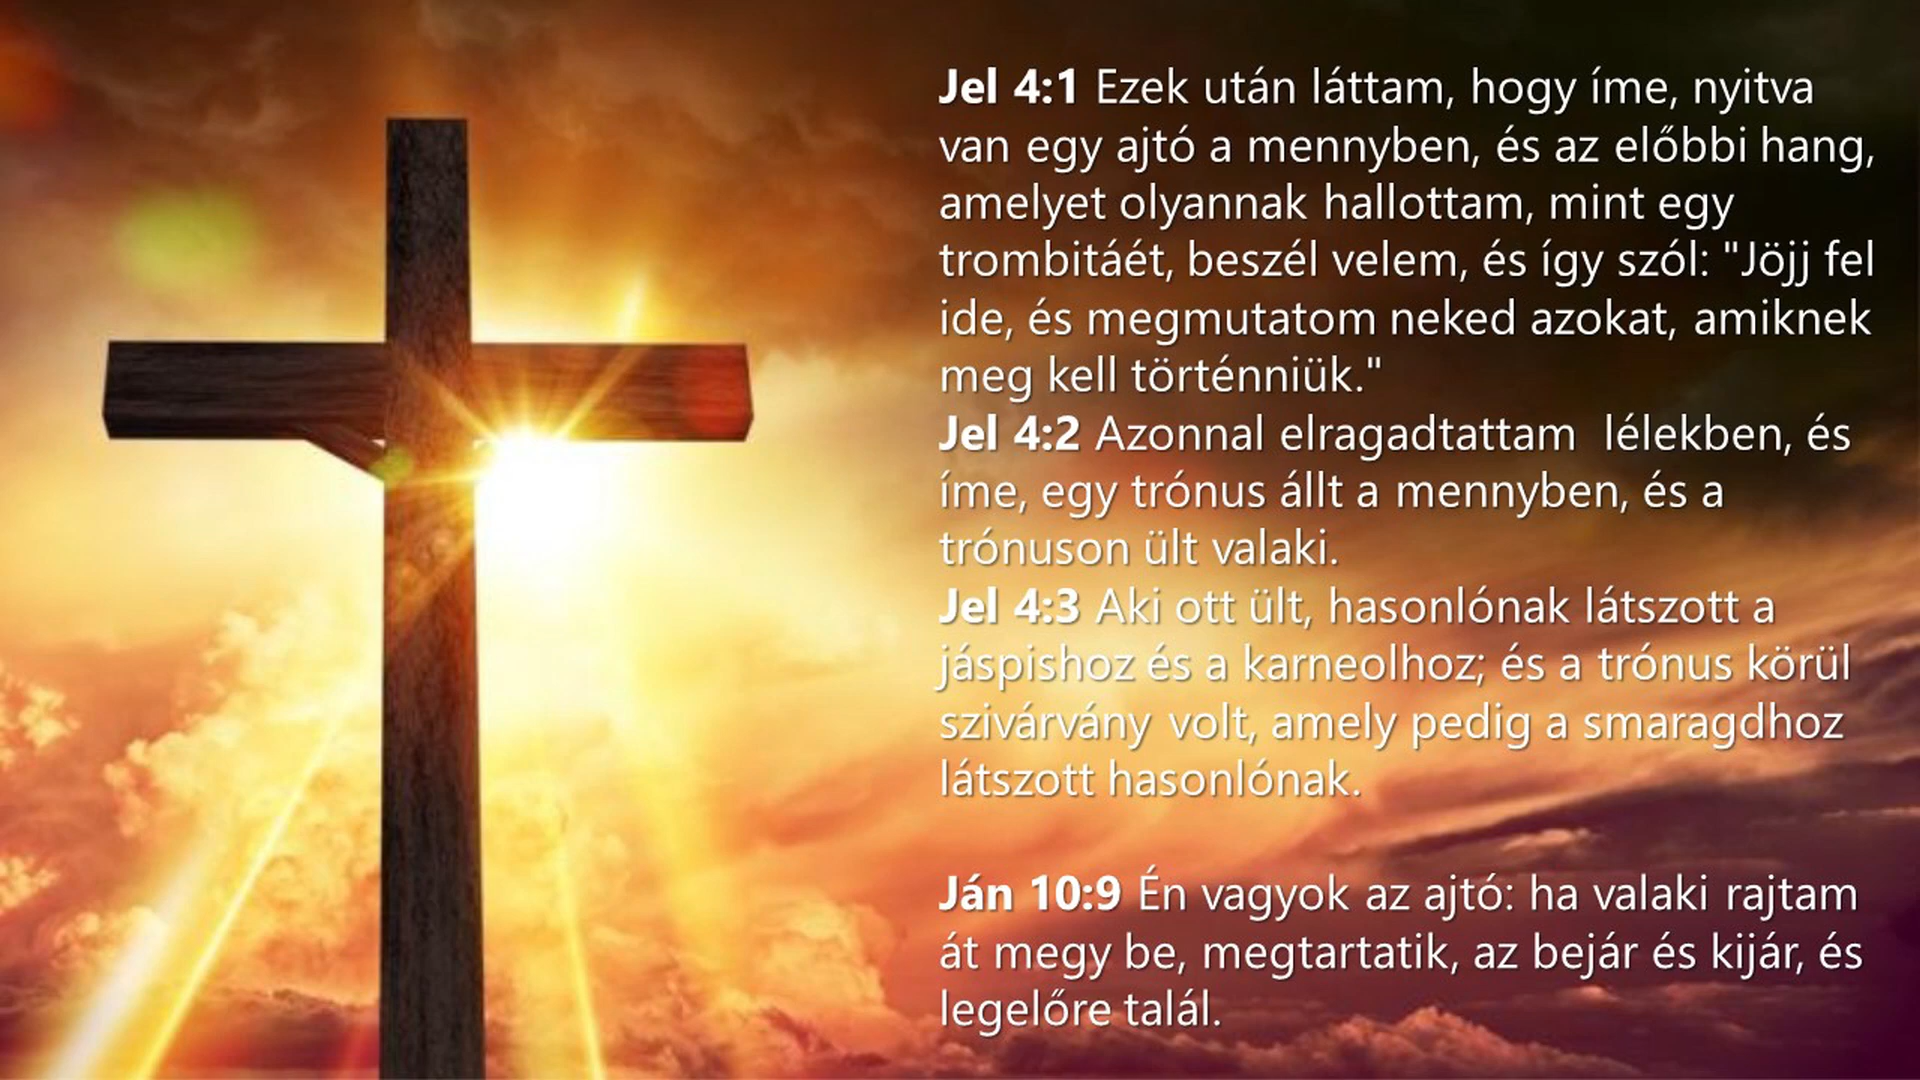 Jel 4:1 Ezek után láttam, hogy íme, nyitva
van egy ajtó a mennyben, és az előbbi hang,
amelyet olyannak hallottam, mint egy
trombitáét, beszél velem, és így szól: "Jöjj fel
ide, és megmutatom neked azokat, amiknek
meg kell történniük."
Jel 4:2 Azonnal elragadtattam lélekben, és
íme, egy trónus állt a mennyben, és a
trónuson ült valaki.
Jel 4:3 Aki ott ült, hasonlónak látszott a
jáspishoz és a karneolhoz; és a trónus körül
szivárvány volt, amely pedig a smaragdhoz
látszott hasonlónak.
Ján 10:9 Én vagyok az ajtó: ha valaki rajtam
át megy be, megtartatik, az bejár és kijár, és
legelőre talál.